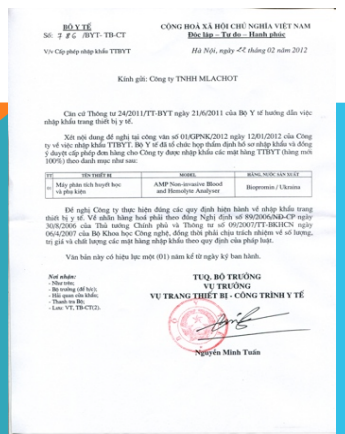 BỘ Y TẾ
Số: 786 /BYT- TB-CT
V/v Cấp phép nhập khẩu TTBYT
CỘNG HOÀ XÃ HỘI CHỦ NGHĨA VIỆT NAM
Độc lập – Tự do – Hanh phúc
Hà Nội, ngày 22 tháng 02 năm 2012
Kính gửi: Công ty TNHH MLACHOT
Căn cứ Thông tư 24/2011/TT-BYT ngày 21/6/2011 của Bộ Y tế hướng dẫn việc
nhập khẩu trang thiết bị y tế.
Xét nội dung đề nghị tại công văn số 01/GPNK/2012 ngày 12/01/2012 của Công
ty về việc nhập khẩu TTBYT. Bộ Y tế đã tổ chức họp thẩm định hồ sơ nhập khẩu và đồng
ý duyệt cấp phép đơn hàng cho Công ty được nhập khẩu các mặt hàng TTBYT (hàng mới
100%) theo danh mục như sau:
TT TÊN THIẾT BỊ MODEL HÃNG, NƯỚC SẢN XUẤT
Máy phân tích huyết học AMP Non-invasive Blood Biopromin / Ukraina
và phụ kiện and Hemolyte Analyser
Đề nghị Công ty thực hiện đúng các quy định hiện hành về nhập khẩu trang
thiết bị y tế. Về nhãn hàng hoá phải theo đúng Nghị định số 89/2006/NĐ-CP ngày
30/8/2006 của Thủ tướng Chính phủ và Thông tư số 09/2007/TT-BKHCN ngày
06/4/2007 của Bộ Khoa học Công nghệ, đồng thời phải chịu trách nhiệm về số lượng,
trị giá và chất lượng các mặt hàng nhập khẩu theo quy định của pháp luật.
Văn bản này có hiệu lực một (01) năm kể từ ngày ký ban hành.
Nơi nhận:
- Như trên;
- Bộ trưởng (để b/c);
- Hải quan cửa khẩu;
- Thanh tra Bộ;
- Lưu: VT, TB-CT(2).
TUQ. BỘ TRƯỞNG
VỤ TRƯỞNG
VỤ TRANG THIẾT BỊ - CÔNG TRÌNH Y TẾ
Nguyễn Minh Tuấn